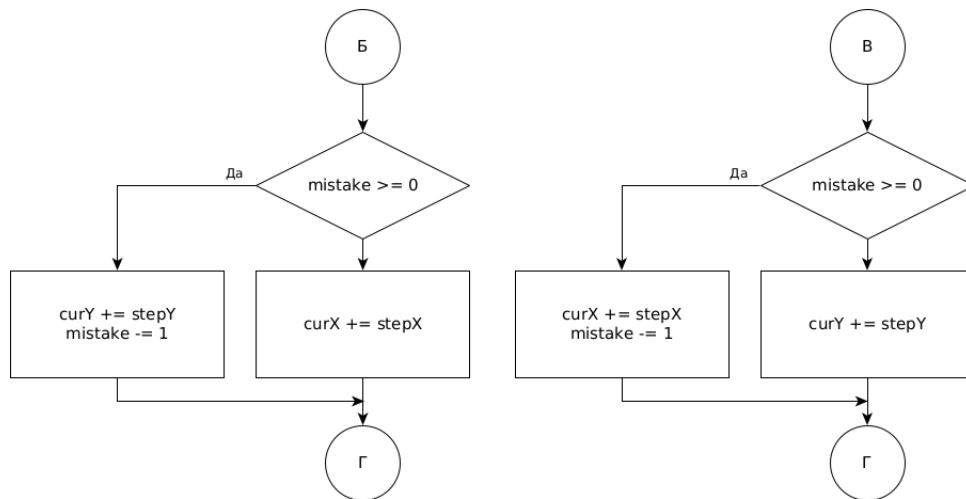 Б
Да
mistake >= 0
curY += stepY
mistake -= 1
curX += stepX
Г
В
Да
mistake >= 0
curX += stepX
mistake -= 1
curY += stepY
Г